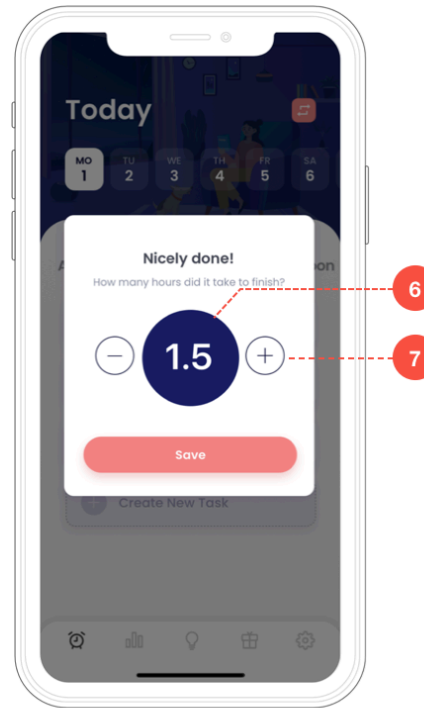 Today
MO TU WE TH FR SA
1 2 3 4 5 6
Nicely done!
How many hours did it take to finish?
6
1.5
7
Save
Create New Task